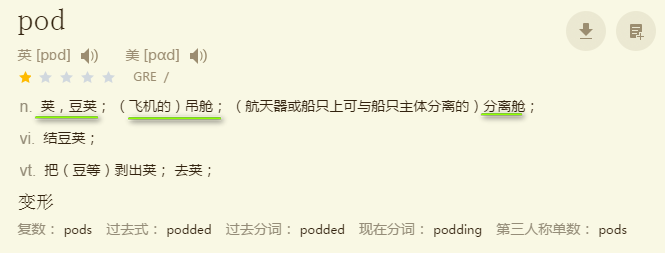 pod
英 [pɒd] 美 [pɑd]
GRE /
n. 荚，豆荚；（飞机的）吊舱；（航天器或船只上可与船只主体分离的）分离舱；
vi. 结豆荚；
vt. 把（豆等）剥出荚； 去荚；
变形
复数： pods 过去式： podded 过去分词： podded 现在分词： podding 第三人称单数： pods